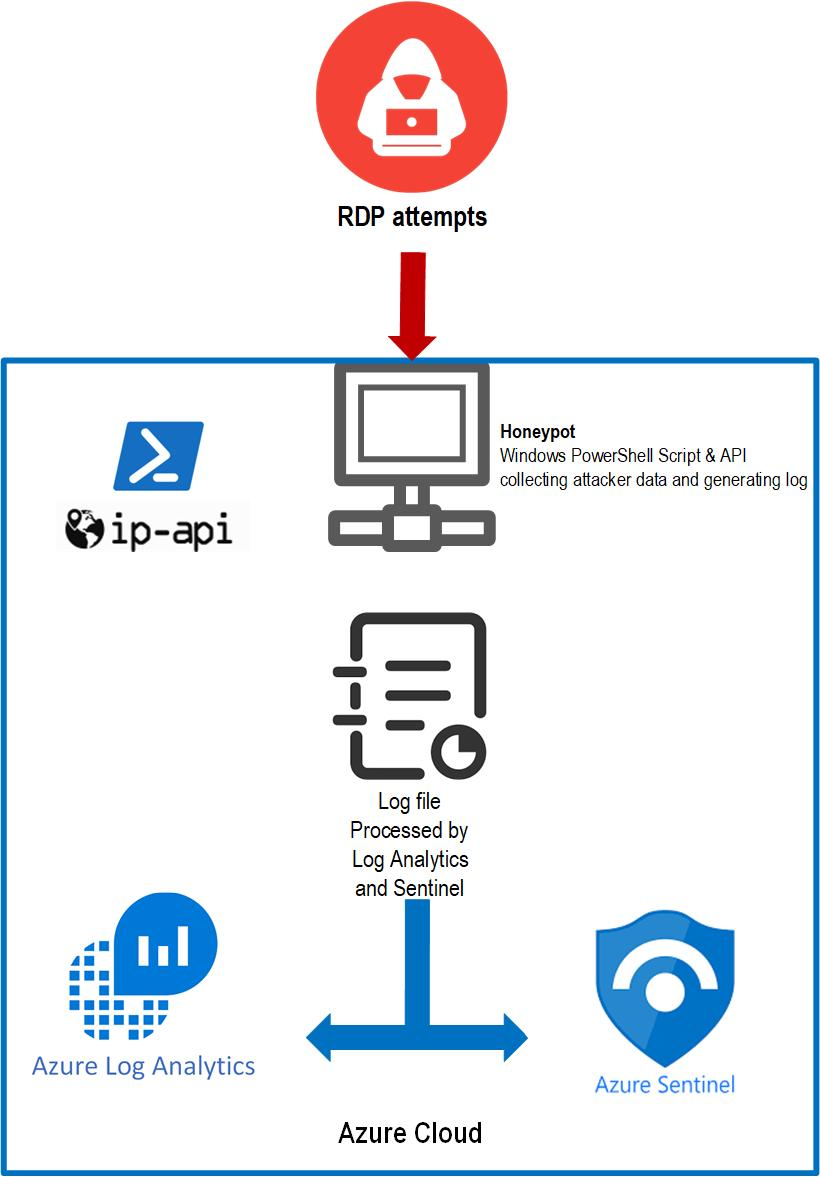 RDP attempts
Honeypot
Windows PowerShell Script & API
collecting attacker data and generating log
ip-api
Log file
Processed by
Log Analytics
and Sentinel
Azure Log Analytics
Azure Sentinel
Azure Cloud